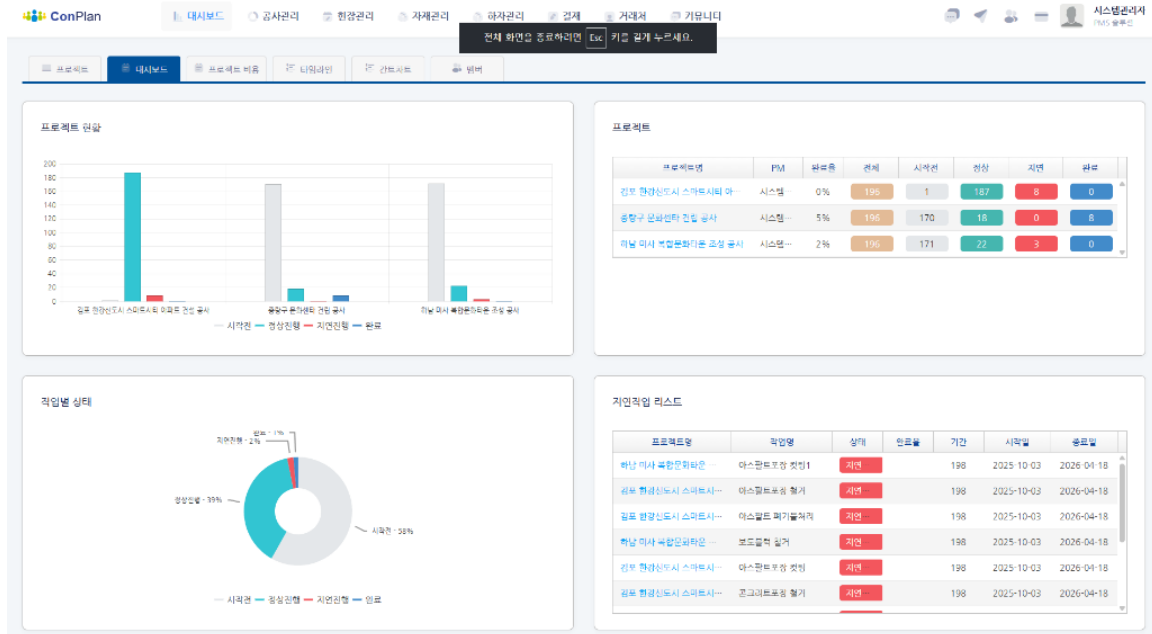 ConPlan
대시보드 공사관리 현장관리 자재관리 하자관리 결재 거래처 커뮤니티
시스템관리자
PMS 솔루션
전체 화면을 종료하려면 Esc 키를 길게 누르세요.
프로젝트 대시보드 프로젝트 비용 타임라인 간트차트 멤버
프로젝트 현황
200
180
160
140
120
100
80
60
40
20
0
김포 한강신도시 스마트시티 아파트 건설 공사 중랑구 문화센터 건립 공사 하남 미사 복합문화타운 조성 공사
시작전 정상진행 지연진행 완료
프로젝트
프로젝트명 PM 완료율 전체 시작전 정상 지연 완료
김포 한강신도시 스마트시티 아··· 시스템··· 0% 196 1 187 8 0
중랑구 문화센터 건립 공사 시스템··· 5% 196 170 18 0 8
하남 미사 복합문화타운 조성 공사 시스템··· 2% 196 171 22 3 0
작업별 상태
완료 - 1%
지연진행 - 2%
정상진행 - 39%
시작전 - 58%
시작전 정상진행 지연진행 완료
지연작업 리스트
프로젝트명 작업명 상태 완료율 기간 시작일 종료일
하남 미사 복합문화타운 ··· 아스팔트포장 컷팅1 지연 ··· 198 2025-10-03 2026-04-18
김포 한강신도시 스마트시··· 아스팔트포장 철거 지연 ··· 198 2025-10-03 2026-04-18
김포 한강신도시 스마트시··· 아스팔트 폐기물처리 지연 ··· 198 2025-10-03 2026-04-18
하남 미사 복합문화타운 ··· 보도블럭 철거 지연 ··· 198 2025-10-03 2026-04-18
김포 한강신도시 스마트시··· 아스팔트포장 컷팅 지연 ··· 198 2025-10-03 2026-04-18
김포 한강신도시 스마트시··· 콘크리트포장 철거 지연 ··· 198 2025-10-03 2026-04-18